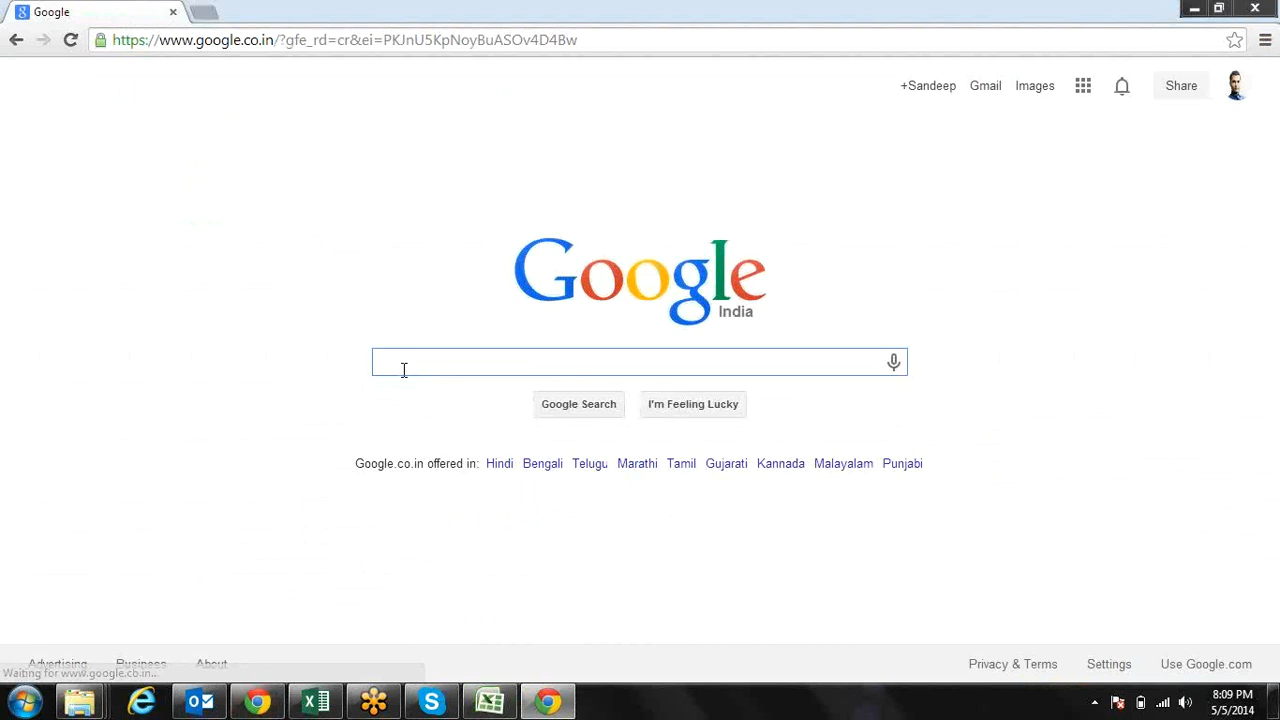 Google
https://www.google.co.in/?gfe_rd=cr&ei=PKJnU5KpNoyBuASOv4D4Bw
+Sandeep Gmail Images Share
Google
India
Google Search I'm Feeling Lucky
Google.co.in offered in: Hindi Bengali Telugu Marathi Tamil Gujarati Kannada Malayalam Punjabi
Advertising Business About Privacy & Terms Settings Use Google.com
Waiting for www.google.co.in...
8:09 PM
5/5/2014